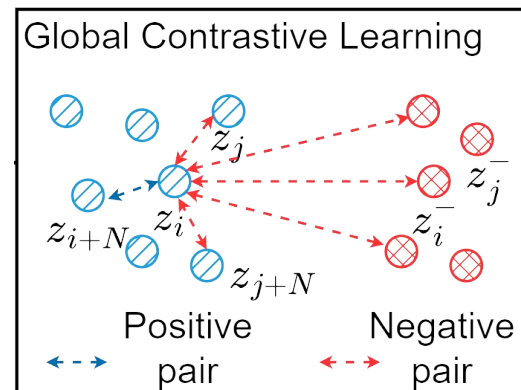 Global Contrastive Learning
z_j
z_j^-
z_i
z_i^-
z_{i+N}
z_{j+N}
Positive pair
Negative pair